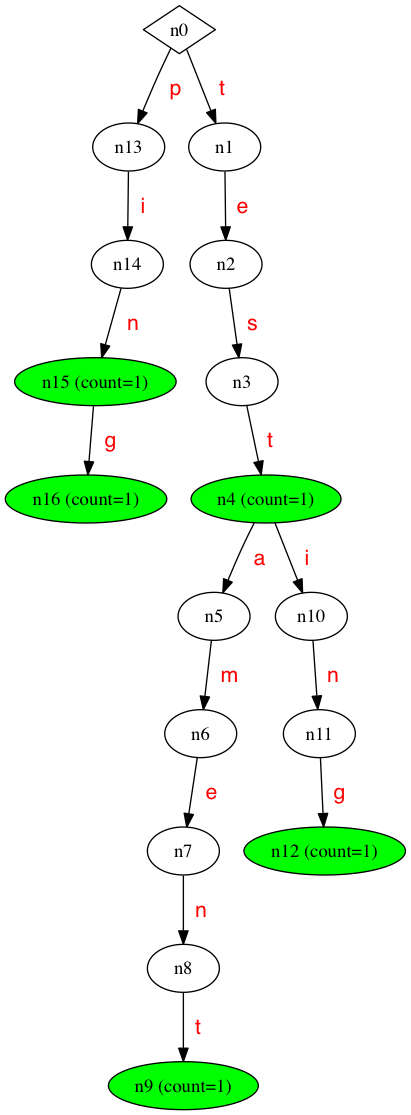 n0
p t
n13 n1
i e
n14 n2
n s
n15 (count=1) n3
g t
n16 (count=1) n4 (count=1)
a i
n5 n10
m n
n6 n11
e g
n7 n12 (count=1)
n
n8
t
n9 (count=1)